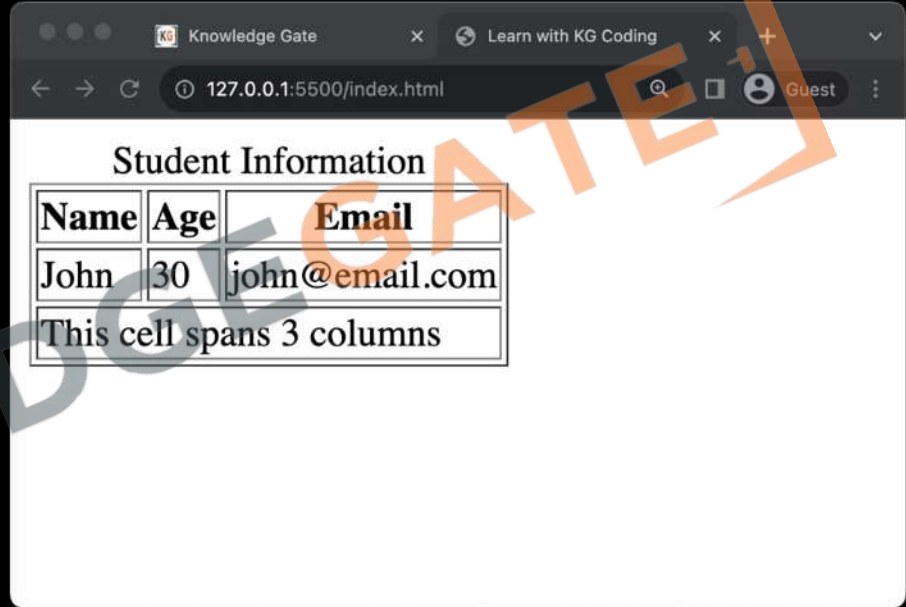 KG Knowledge Gate
Learn with KG Coding
127.0.0.1:5500/index.html
Guest
Student Information
Name Age Email
John 30 john@email.com
This cell spans 3 columns
DGEGATE